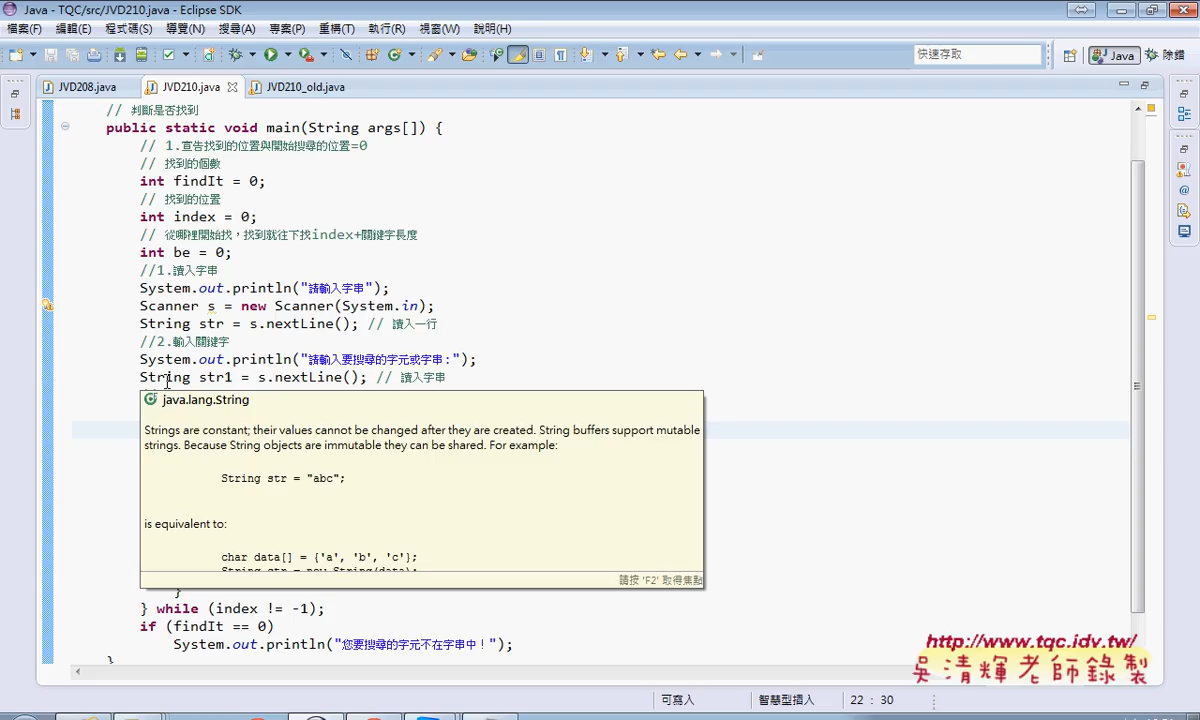 Java - TQC/src/JVD210.java - Eclipse SDK
檔案(F) 編輯(E) 程式碼(S) 導覽(N) 搜尋(A) 專案(P) 重構(T) 執行(R) 視窗(W) 說明(H)
快速存取 Java 除錯
JVD208.java JVD210.java JVD210_old.java
// 判斷是否找到
public static void main(String args[]) {
// 1.宣告找到的位置與開始搜尋的位置=0
// 找到的個數
int findIt = 0;
// 找到的位置
int index = 0;
// 從哪裡開始找，找到就往下找index+關鍵字長度
int be = 0;
//1.讀入字串
System.out.println("請輸入字串");
Scanner s = new Scanner(System.in);
String str = s.nextLine(); // 讀入一行
//2.輸入關鍵字
System.out.println("請輸入要搜尋的字元或字串:");
String str1 = s.nextLine(); // 讀入字串
java.lang.String
Strings are constant; their values cannot be changed after they are created. String buffers support mutable
strings. Because String objects are immutable they can be shared. For example:
String str = "abc";
is equivalent to:
char data[] = {'a', 'b', 'c'};
String str = new String(data);
請按 'F2' 取得焦點
}
} while (index != -1);
if (findIt == 0)
System.out.println("您要搜尋的字元不在字串中！");
}
http://www.tqc.idv.tw/
吳清輝老師錄製
可寫入 智慧型插入 22 : 30